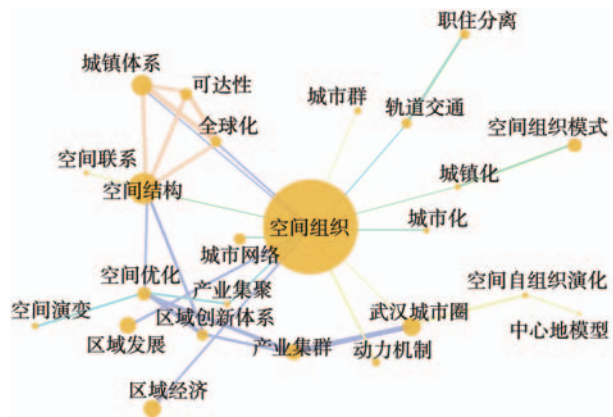 职住分离
城镇体系
可达性
城市群
轨道交通
全球化
空间组织模式
空间联系
空间结构
城镇化
空间组织
城市化
城市网络
空间优化
产业集聚
空间自组织演化
空间演变
区域创新体系
武汉城市圈
中心地模型
区域发展
产业集群
动力机制
区域经济